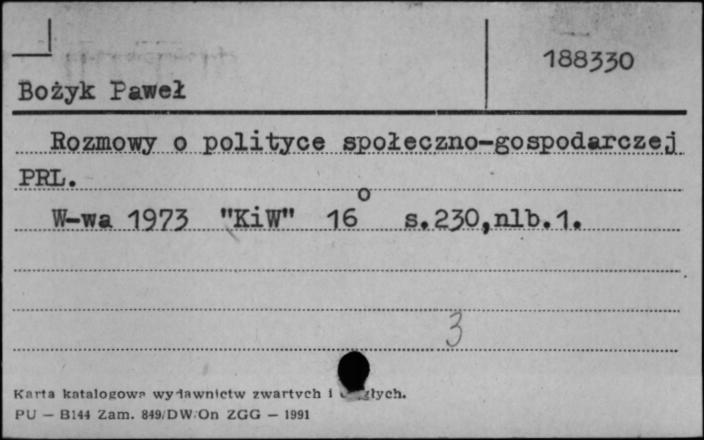 188330
Bożyk Paweł
Rozmowy o polityce społeczno-gospodarczej
PRL.
W-wa 1973 "KiW" 16° s.230,nlb.1.
3
Karta katalogowa wydawnictw zwartych i
PU — B144 Zam. 849/DW/On ZGG — 1991